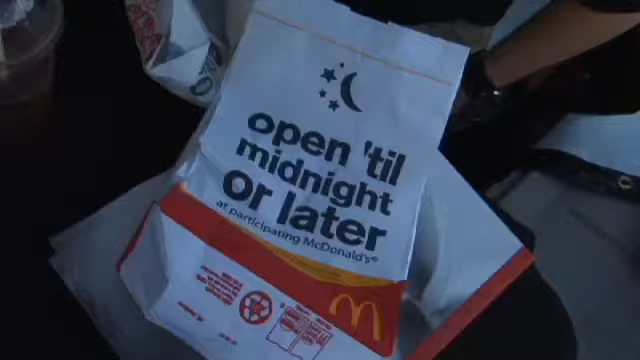 open 'til
midnight
or later
at participating McDonald's®